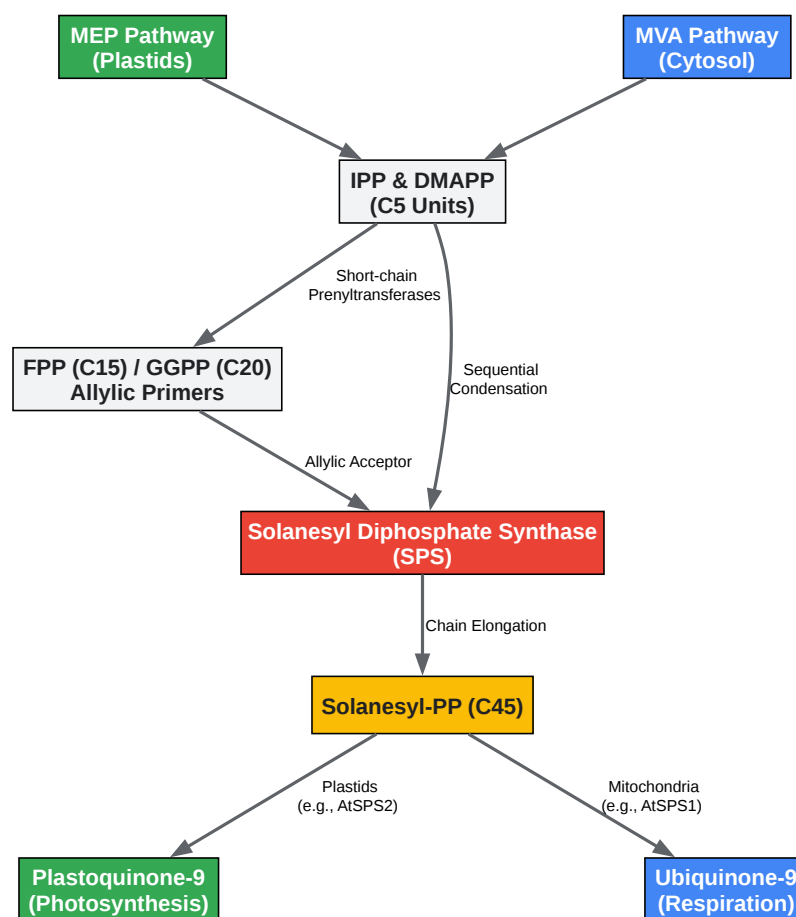 MEP Pathway
(Plastids)
MVA Pathway
(Cytosol)
IPP & DMAPP
(C5 Units)
Short-chain
Prenyltransferases
FPP (C15) / GGPP (C20)
Allylic Primers
Sequential
Condensation
Allylic Acceptor
Solanesyl Diphosphate Synthase
(SPS)
Chain Elongation
Solanesyl-PP (C45)
Plastids
(e.g., AtSPS2)
Mitochondria
(e.g., AtSPS1)
Plastoquinone-9
(Photosynthesis)
Ubiquinone-9
(Respiration)